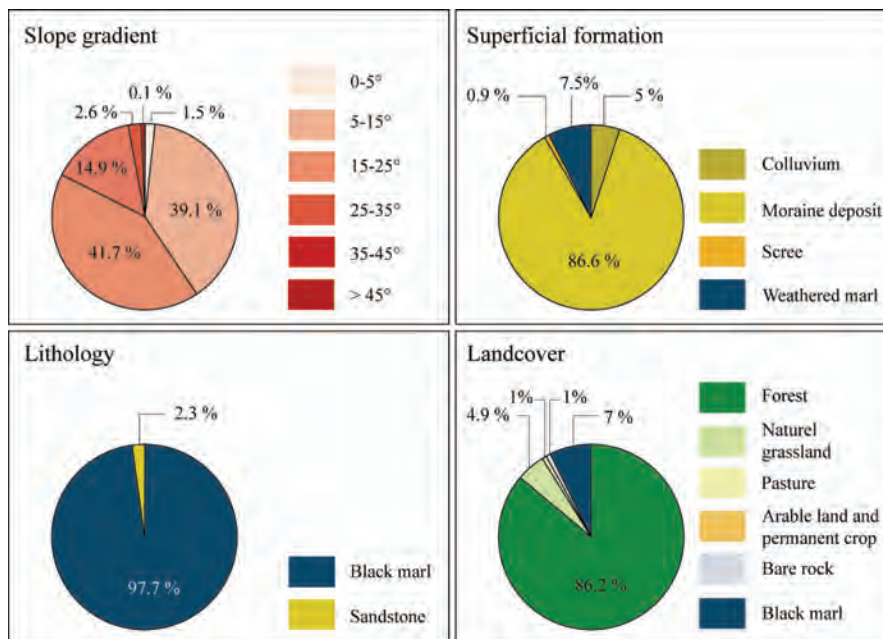 Slope gradient
0.1 %
2.6 %
1.5 %
14.9 %
39.1 %
41.7 %
0-5°
5-15°
15-25°
25-35°
35-45°
> 45°
Superficial formation
7.5%
0.9 %
5 %
86.6 %
Colluvium
Moraine deposit
Scree
Weathered marl
Lithology
2.3 %
97.7 %
Black marl
Sandstone
Landcover
1%
1%
4.9 %
7 %
86.2 %
Forest
Naturel
grassland
Pasture
Arable land and
permanent crop
Bare rock
Black marl